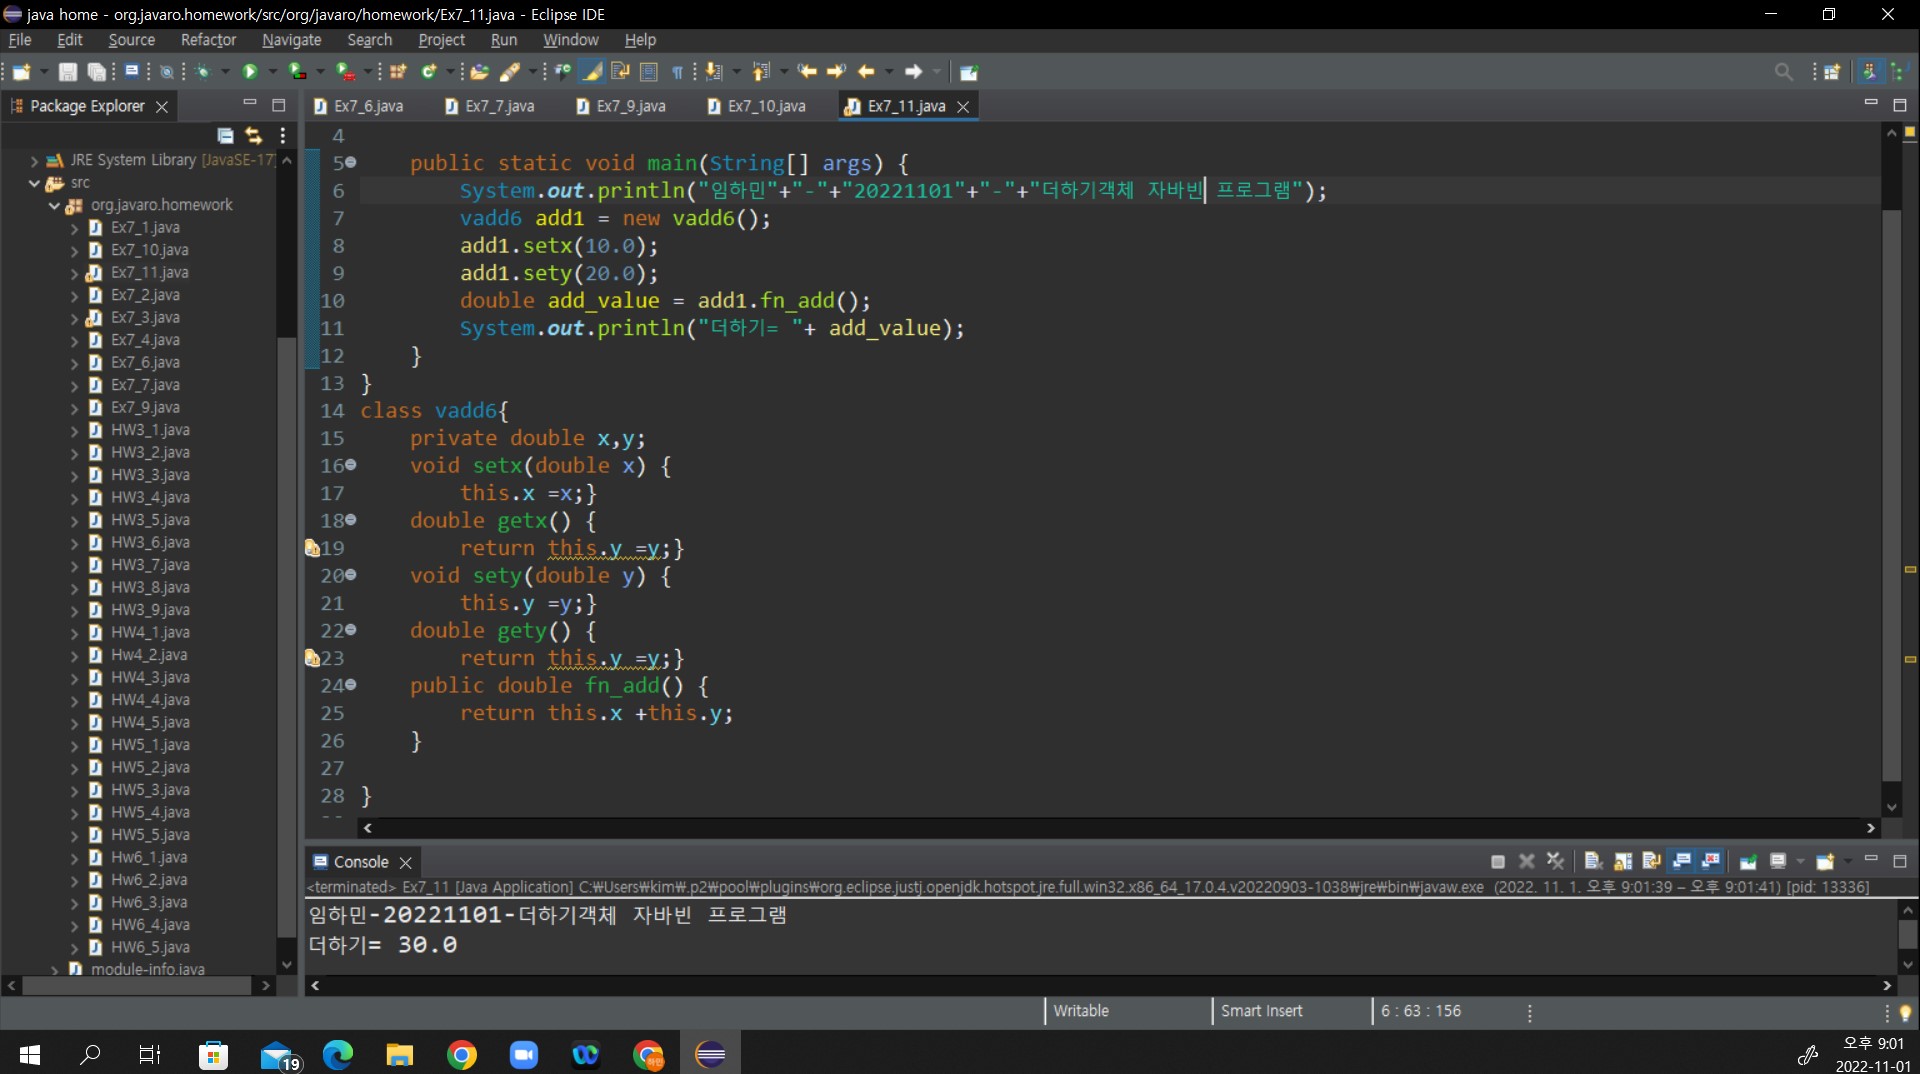 java home - org.javaro.homework/src/org/javaro/homework/Ex7_11.java - Eclipse IDE
File Edit Source Refactor Navigate Search Project Run Window Help
Package Explorer
Ex7_6.java Ex7_7.java Ex7_9.java Ex7_10.java Ex7_11.java
JRE System Library [JavaSE-17]
src
org.javaro.homework
Ex7_1.java
Ex7_10.java
Ex7_11.java
Ex7_2.java
Ex7_3.java
Ex7_4.java
Ex7_6.java
Ex7_7.java
Ex7_9.java
HW3_1.java
HW3_2.java
HW3_3.java
HW3_4.java
HW3_5.java
HW3_6.java
HW3_7.java
HW3_8.java
HW3_9.java
HW4_1.java
Hw4_2.java
HW4_3.java
HW4_4.java
HW4_5.java
HW5_1.java
HW5_2.java
HW5_3.java
HW5_4.java
HW5_5.java
Hw6_1.java
Hw6_2.java
Hw6_3.java
HW6_4.java
HW6_5.java
module-info.java
4
5 public static void main(String[] args) {
6 System.out.println("임하민"+"-"+"20221101"+"-"+"더하기객체 자바빈 프로그램");
7 vadd6 add1 = new vadd6();
8 add1.setx(10.0);
9 add1.sety(20.0);
10 double add_value = add1.fn_add();
11 System.out.println("더하기= "+ add_value);
12 }
13 }
14 class vadd6{
15 private double x,y;
16 void setx(double x) {
17 this.x =x;}
18 double getx() {
19 return this.y =y;}
20 void sety(double y) {
21 this.y =y;}
22 double gety() {
23 return this.y =y;}
24 public double fn_add() {
25 return this.x +this.y;
26 }
27
28 }
Console
<terminated> Ex7_11 [Java Application] C:₩Users₩kim₩.p2₩pool₩plugins₩org.eclipse.justj.openjdk.hotspot.jre.full.win32.x86_64_17.0.4.v20220903-1038₩jre₩bin₩javaw.exe (2022. 11. 1. 오후 9:01:39 – 오후 9:01:41) [pid: 13336]
임하민-20221101-더하기객체 자바빈 프로그램
더하기= 30.0
Writable Smart Insert 6 : 63 : 156
19
오후 9:01
2022-11-01